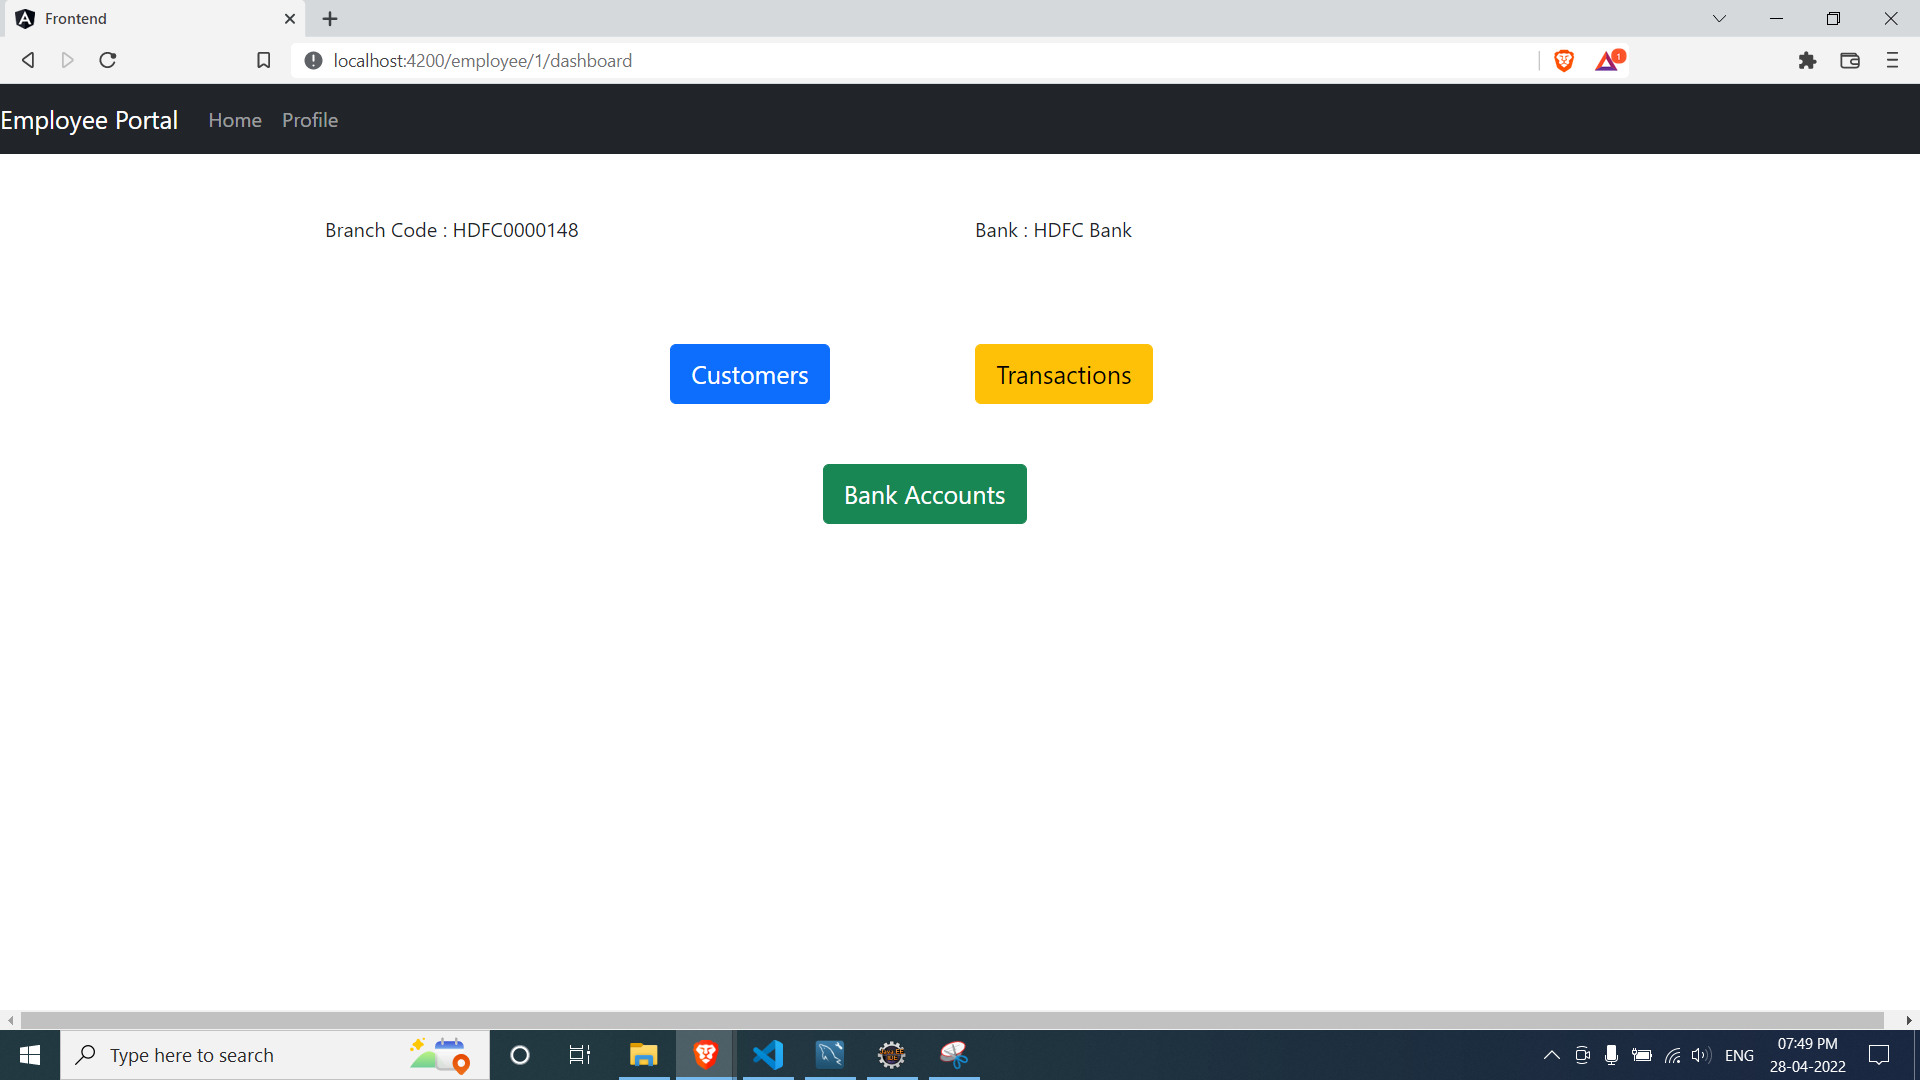 Frontend
localhost:4200/employee/1/dashboard
1
Employee Portal Home Profile
Branch Code : HDFC0000148 Bank : HDFC Bank
Customers Transactions
Bank Accounts
Type here to search
ENG
07:49 PM
28-04-2022